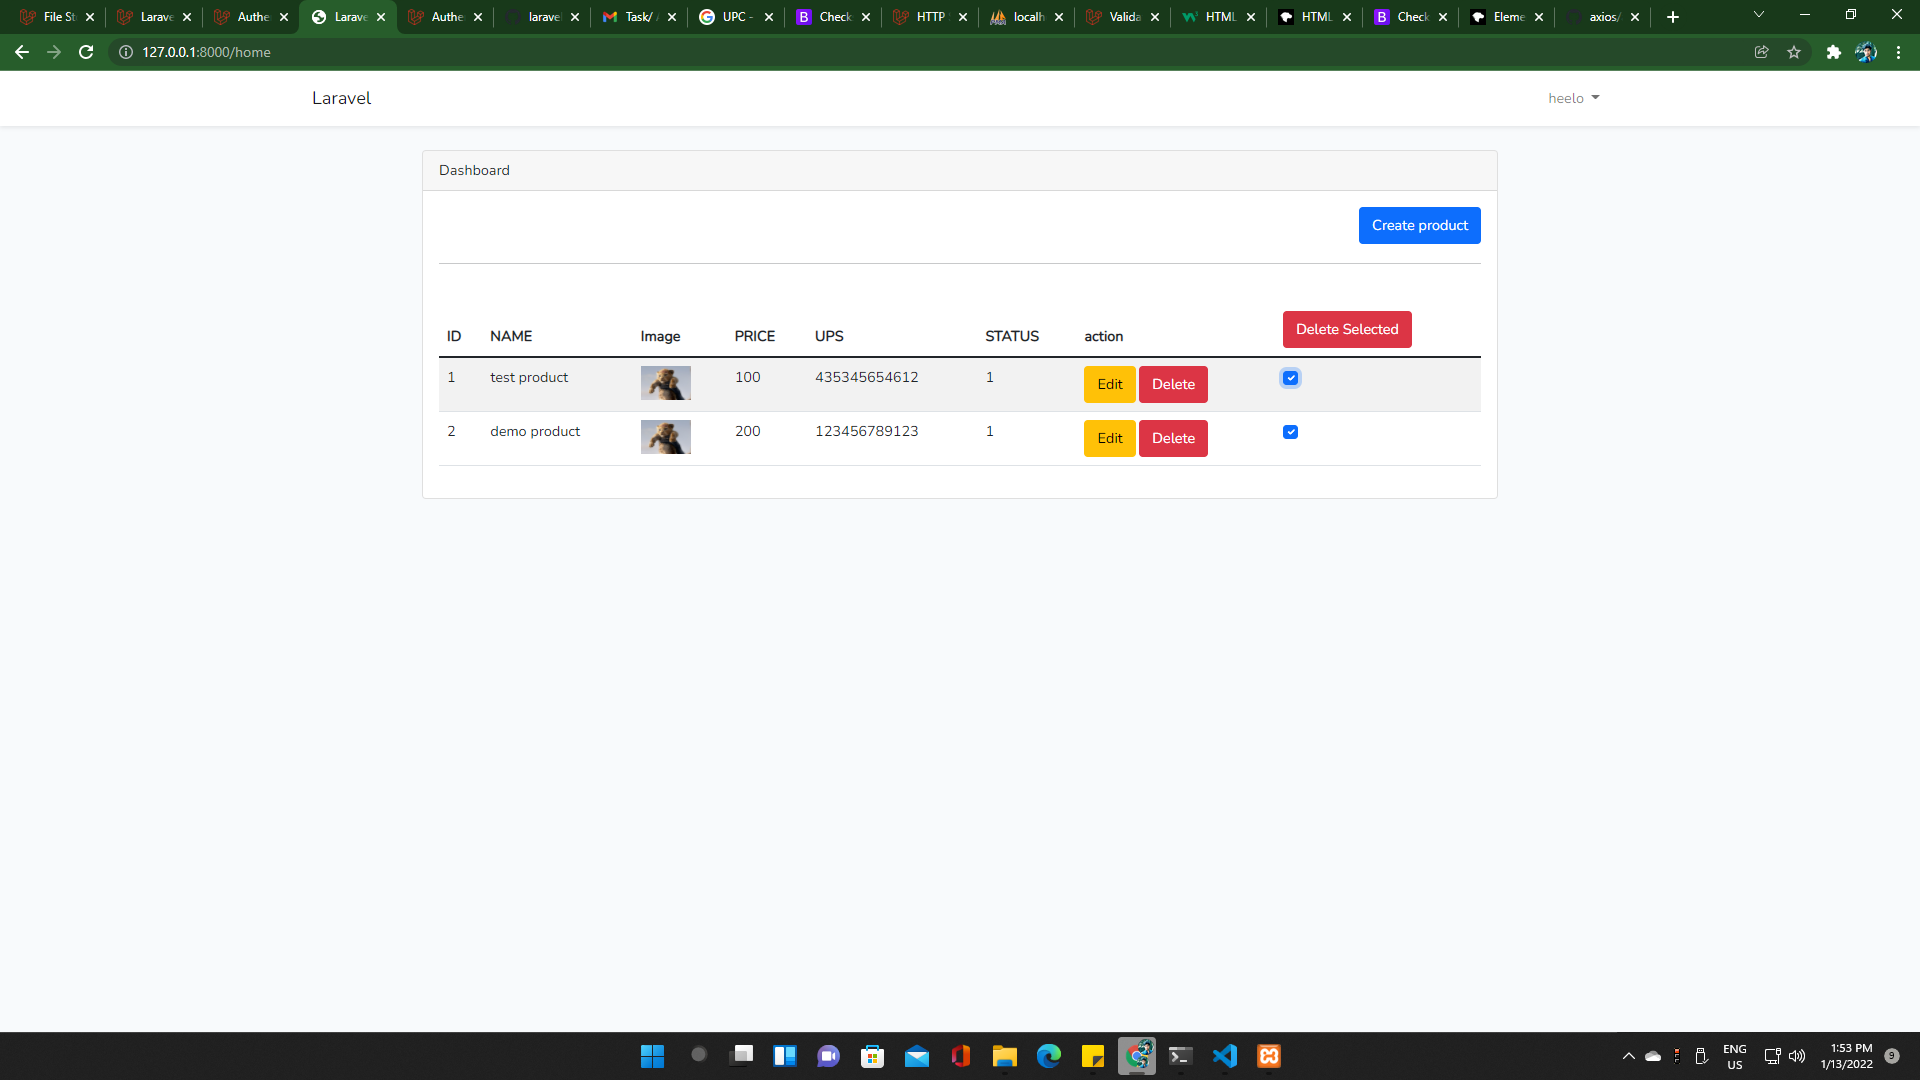 File St
Larave
Authe
Larave
Authe
laravel
Task/
UPC -
Check
HTTP
localh
Valida
HTML
HTML
Check
Eleme
axios/
127.0.0.1:8000/home
Laravel
heelo
Dashboard
Create product
ID NAME Image PRICE UPS STATUS action Delete Selected
1 test product 100 435345654612 1 Edit Delete
2 demo product 200 123456789123 1 Edit Delete
ENG
US
1:53 PM
1/13/2022
9